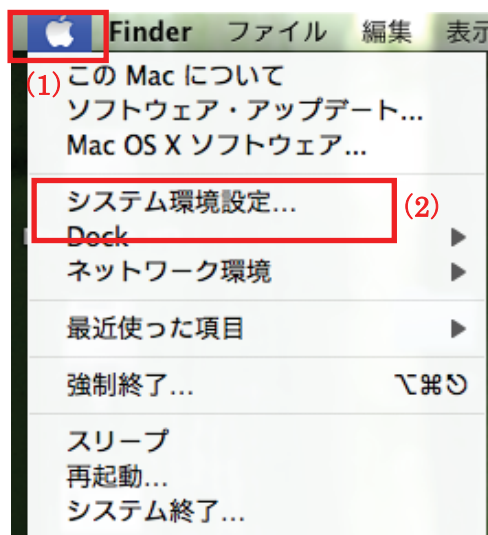 Finder ファイル 編集 表示
(1)
この Mac について
ソフトウェア・アップデート...
Mac OS X ソフトウェア...
システム環境設定...
(2)
Dock ▶
ネットワーク環境 ▶
最近使った項目 ▶
強制終了... ⌥⌘⎋
スリープ
再起動...
システム終了...